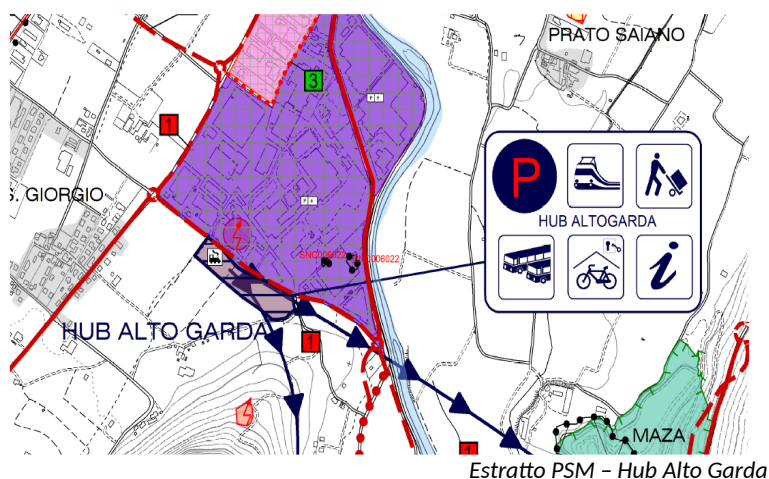 PRATO SAIANO
3
1
S. GIORGIO
P
HUB ALTOGARDA
i
HUB ALTO GARDA
1
MAZA
1
Estratto PSM – Hub Alto Garda